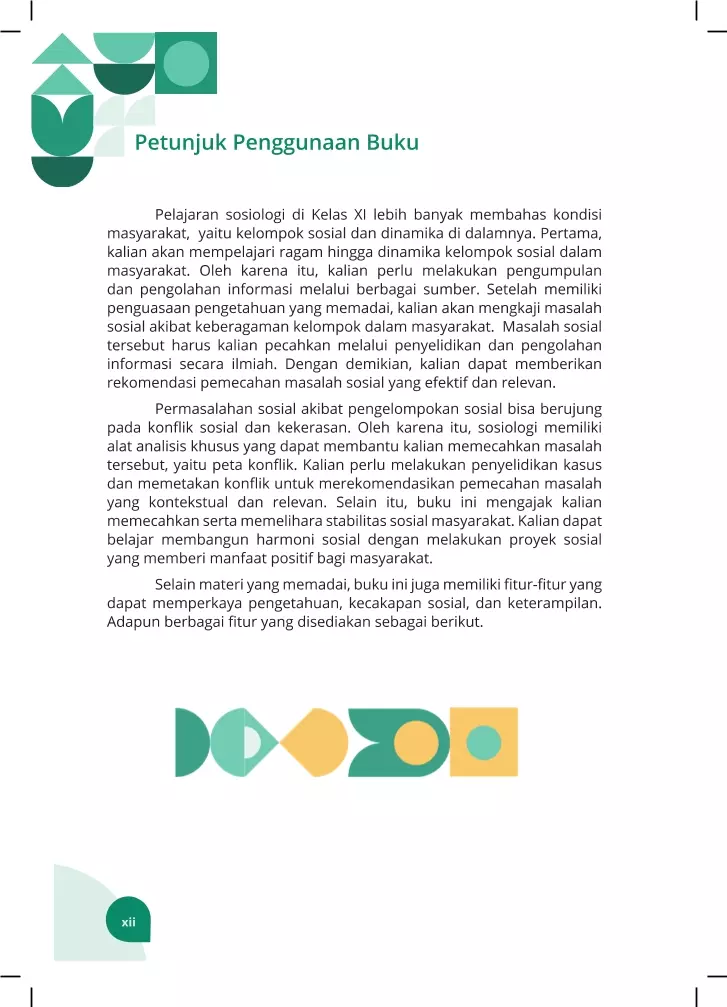 Petunjuk Penggunaan Buku
Pelajaran sosiologi di Kelas XI lebih banyak membahas kondisi
masyarakat, yaitu kelompok sosial dan dinamika di dalamnya. Pertama,
kalian akan mempelajari ragam hingga dinamika kelompok sosial dalam
masyarakat. Oleh karena itu, kalian perlu melakukan pengumpulan
dan pengolahan informasi melalui berbagai sumber. Setelah memiliki
penguasaan pengetahuan yang memadai, kalian akan mengkaji masalah
sosial akibat keberagaman kelompok dalam masyarakat. Masalah sosial
tersebut harus kalian pecahkan melalui penyelidikan dan pengolahan
informasi secara ilmiah. Dengan demikian, kalian dapat memberikan
rekomendasi pemecahan masalah sosial yang efektif dan relevan.
Permasalahan sosial akibat pengelompokan sosial bisa berujung
pada konflik sosial dan kekerasan. Oleh karena itu, sosiologi memiliki
alat analisis khusus yang dapat membantu kalian memecahkan masalah
tersebut, yaitu peta konflik. Kalian perlu melakukan penyelidikan kasus
dan memetakan konflik untuk merekomendasikan pemecahan masalah
yang kontekstual dan relevan. Selain itu, buku ini mengajak kalian
memecahkan serta memelihara stabilitas sosial masyarakat. Kalian dapat
belajar membangun harmoni sosial dengan melakukan proyek sosial
yang memberi manfaat positif bagi masyarakat.
Selain materi yang memadai, buku ini juga memiliki fitur-fitur yang
dapat memperkaya pengetahuan, kecakapan sosial, dan keterampilan.
Adapun berbagai fitur yang disediakan sebagai berikut.
xii